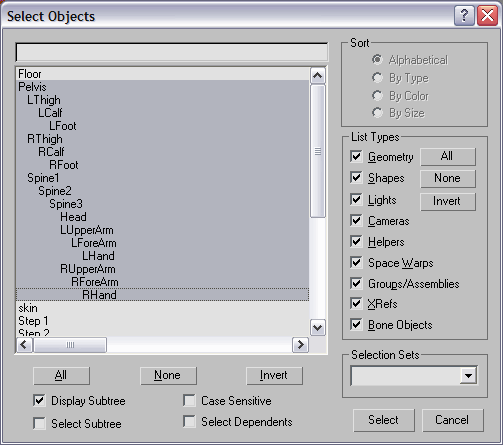 Select Objects
Sort
Alphabetical
By Type
By Color
By Size
Floor
Pelvis
LThigh
LCalf
LFoot
RThigh
RCalf
RFoot
Spine1
Spine2
Spine3
Head
LUpperArm
LForeArm
LHand
RUpperArm
RForeArm
RHand
skin
Step 1
Step 2
List Types
Geometry
All
Shapes
None
Lights
Invert
Cameras
Helpers
Space Warps
Groups/Assemblies
XRefs
Bone Objects
Selection Sets
All
None
Invert
Display Subtree
Case Sensitive
Select Subtree
Select Dependents
Select
Cancel